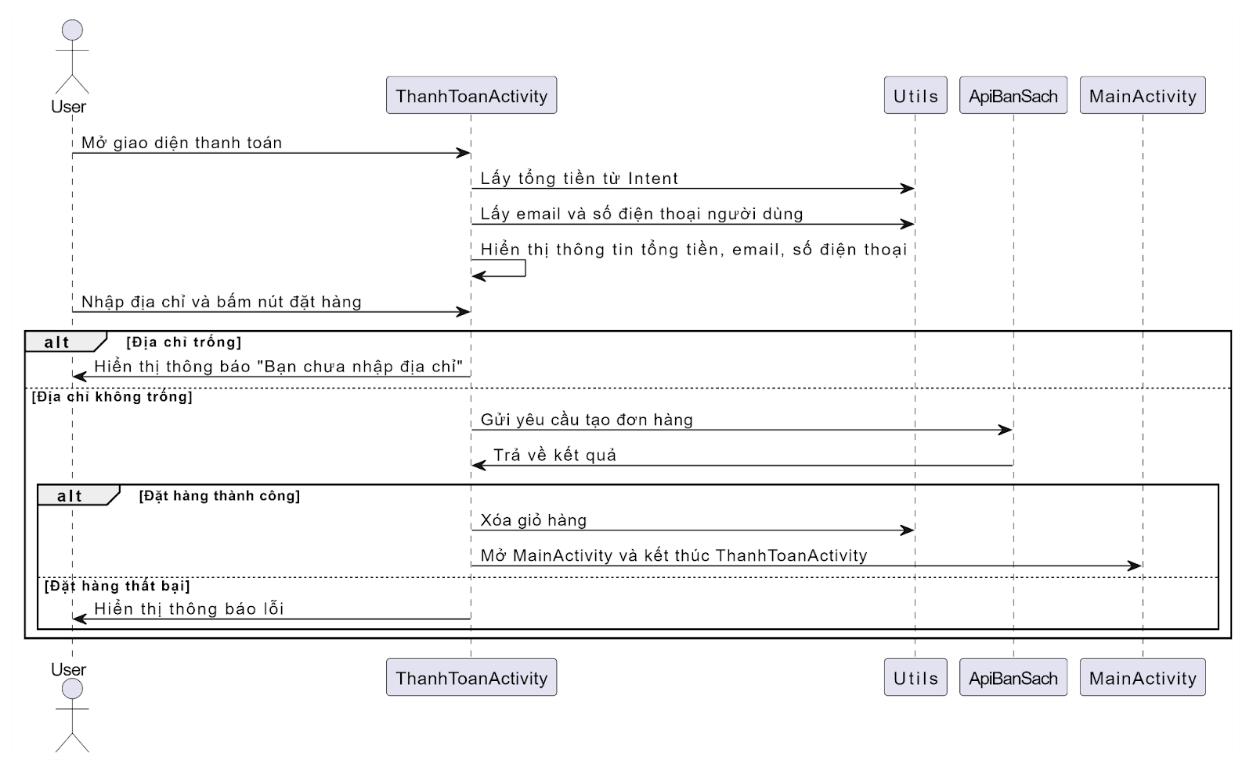 User
ThanhToanActivity
Utils
ApiBanSach
MainActivity
Mở giao diện thanh toán
Lấy tổng tiền từ Intent
Lấy email và số điện thoại người dùng
Hiển thị thông tin tổng tiền, email, số điện thoại
Nhập địa chỉ và bấm nút đặt hàng
alt [Địa chỉ trống]
Hiển thị thông báo "Bạn chưa nhập địa chỉ"
[Địa chỉ không trống]
Gửi yêu cầu tạo đơn hàng
Trả về kết quả
alt [Đặt hàng thành công]
Xóa giỏ hàng
Mở MainActivity và kết thúc ThanhToanActivity
[Đặt hàng thất bại]
Hiển thị thông báo lỗi
User
ThanhToanActivity
Utils
ApiBanSach
MainActivity